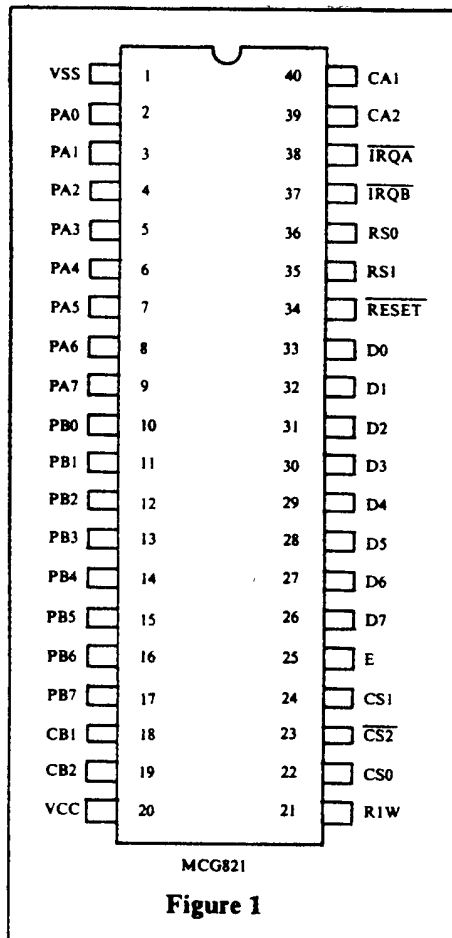 VSS 1 40 CA1
PA0 2 39 CA2
PA1 3 38 IRQA
PA2 4 37 IRQB
PA3 5 36 RS0
PA4 6 35 RS1
PA5 7 34 RESET
PA6 8 33 D0
PA7 9 32 D1
PB0 10 31 D2
PB1 11 30 D3
PB2 12 29 D4
PB3 13 28 D5
PB4 14 27 D6
PB5 15 26 D7
PB6 16 25 E
PB7 17 24 CS1
CB1 18 23 CS2
CB2 19 22 CS0
VCC 20 21 R1W
MCG821
Figure 1